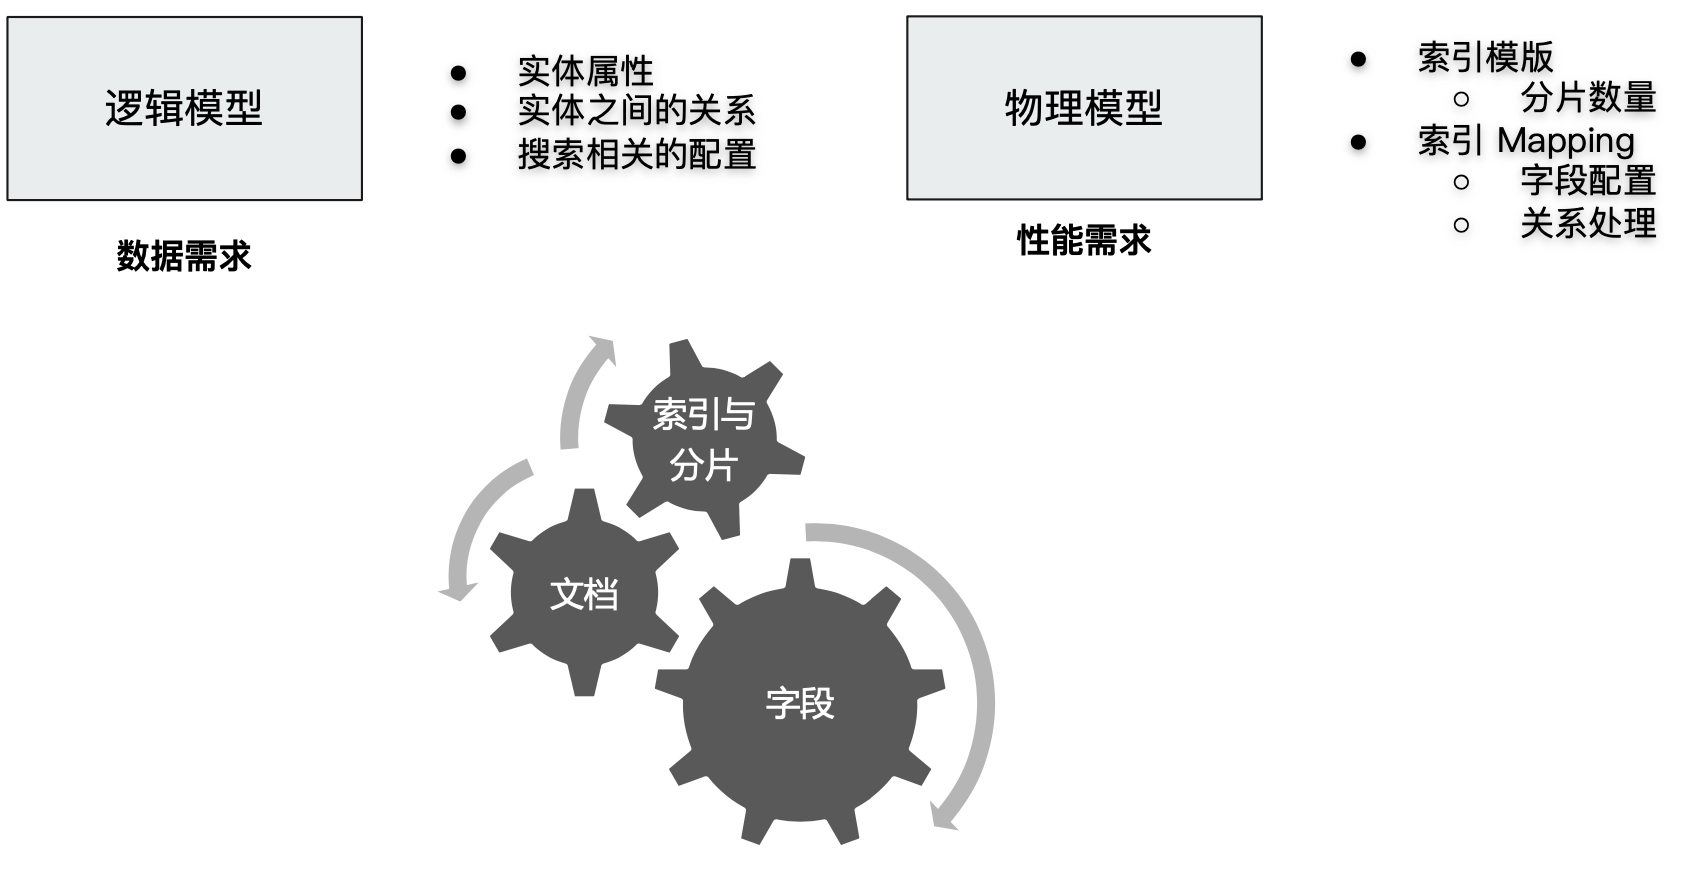 逻辑模型
数据需求
实体属性
实体之间的关系
搜索相关的配置
物理模型
性能需求
索引模版
分片数量
索引 Mapping
字段配置
关系处理
索引与
分片
文档
字段